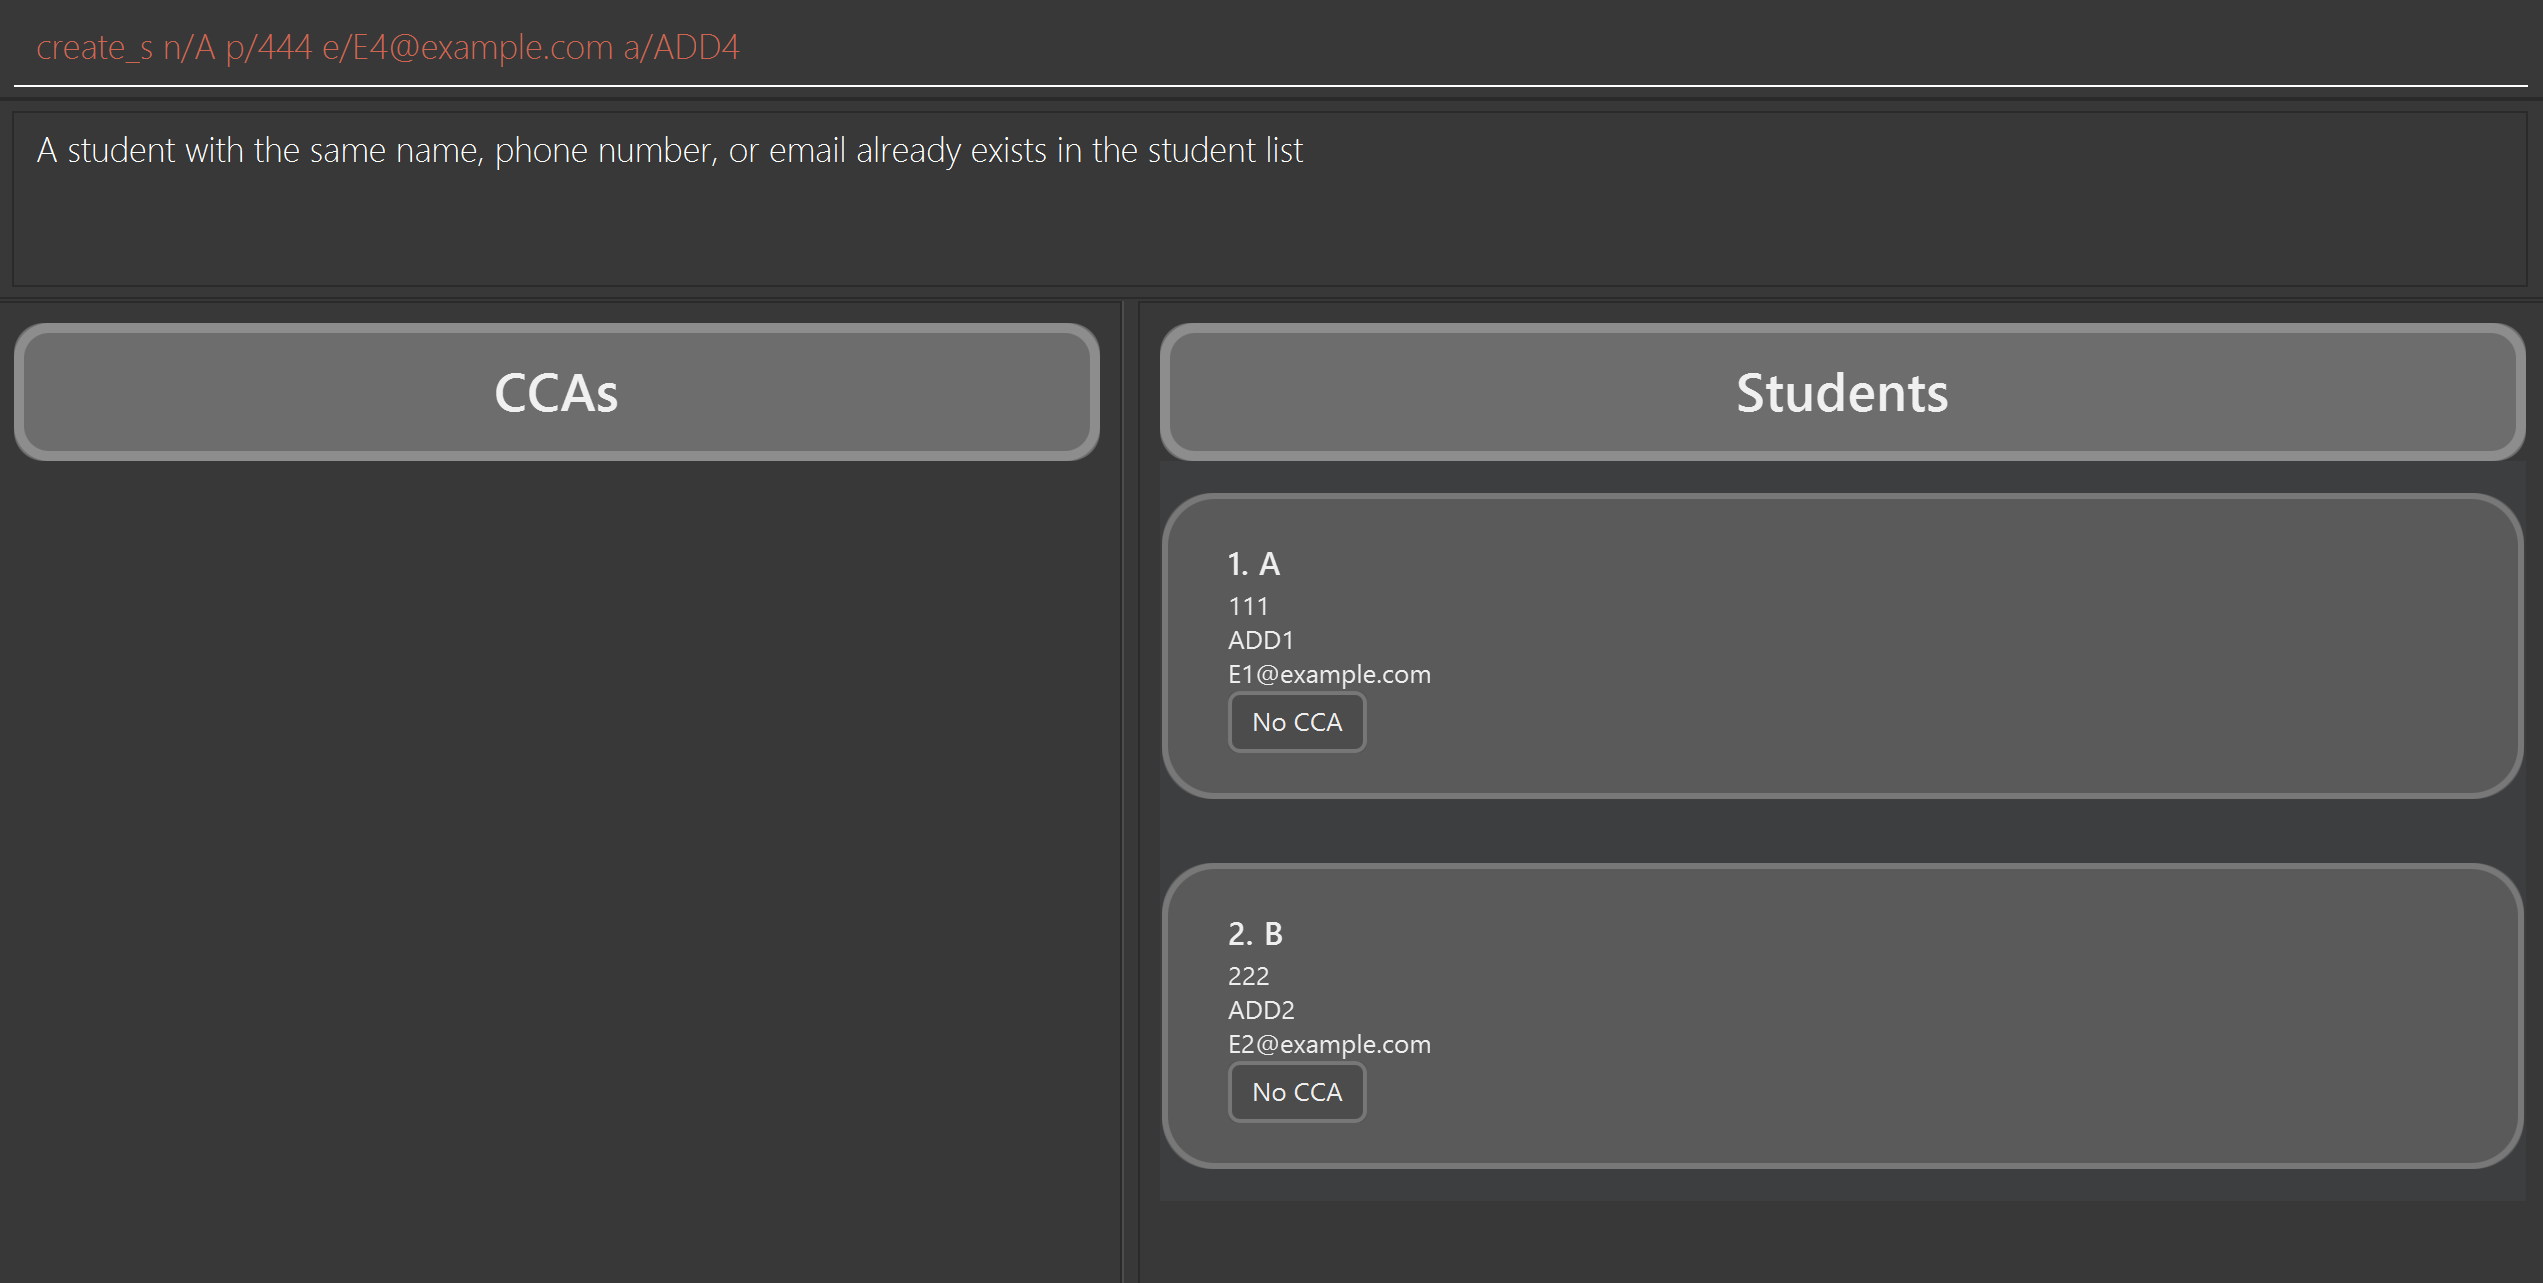 create_s n/A p/444 e/E4@example.com a/ADD4
A student with the same name, phone number, or email already exists in the student list
CCAs
Students
1. A
111
ADD1
E1@example.com
No CCA
2. B
222
ADD2
E2@example.com
No CCA